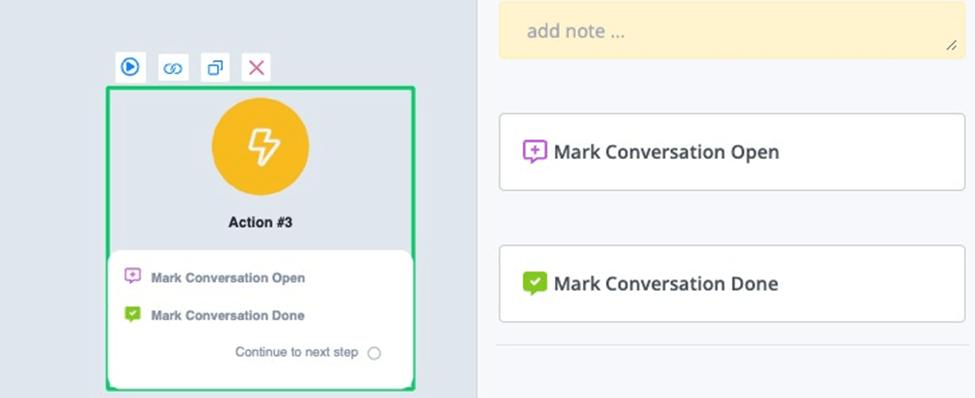 Action #3
Mark Conversation Open
Mark Conversation Done
Continue to next step
add note ...
Mark Conversation Open
Mark Conversation Done